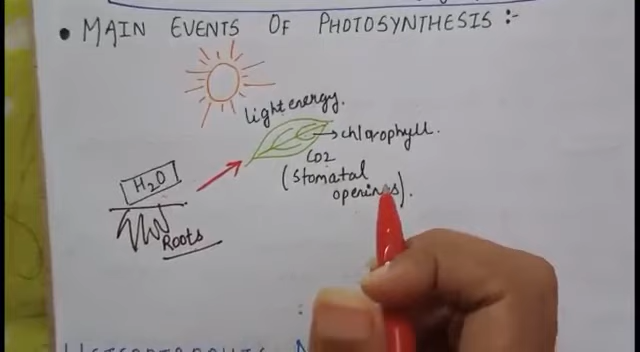 • MAIN EVENTS OF PHOTOSYNTHESIS :-
light energy.
→ chlorophyll.
CO2
(stomatal
openings).
H2O
Roots